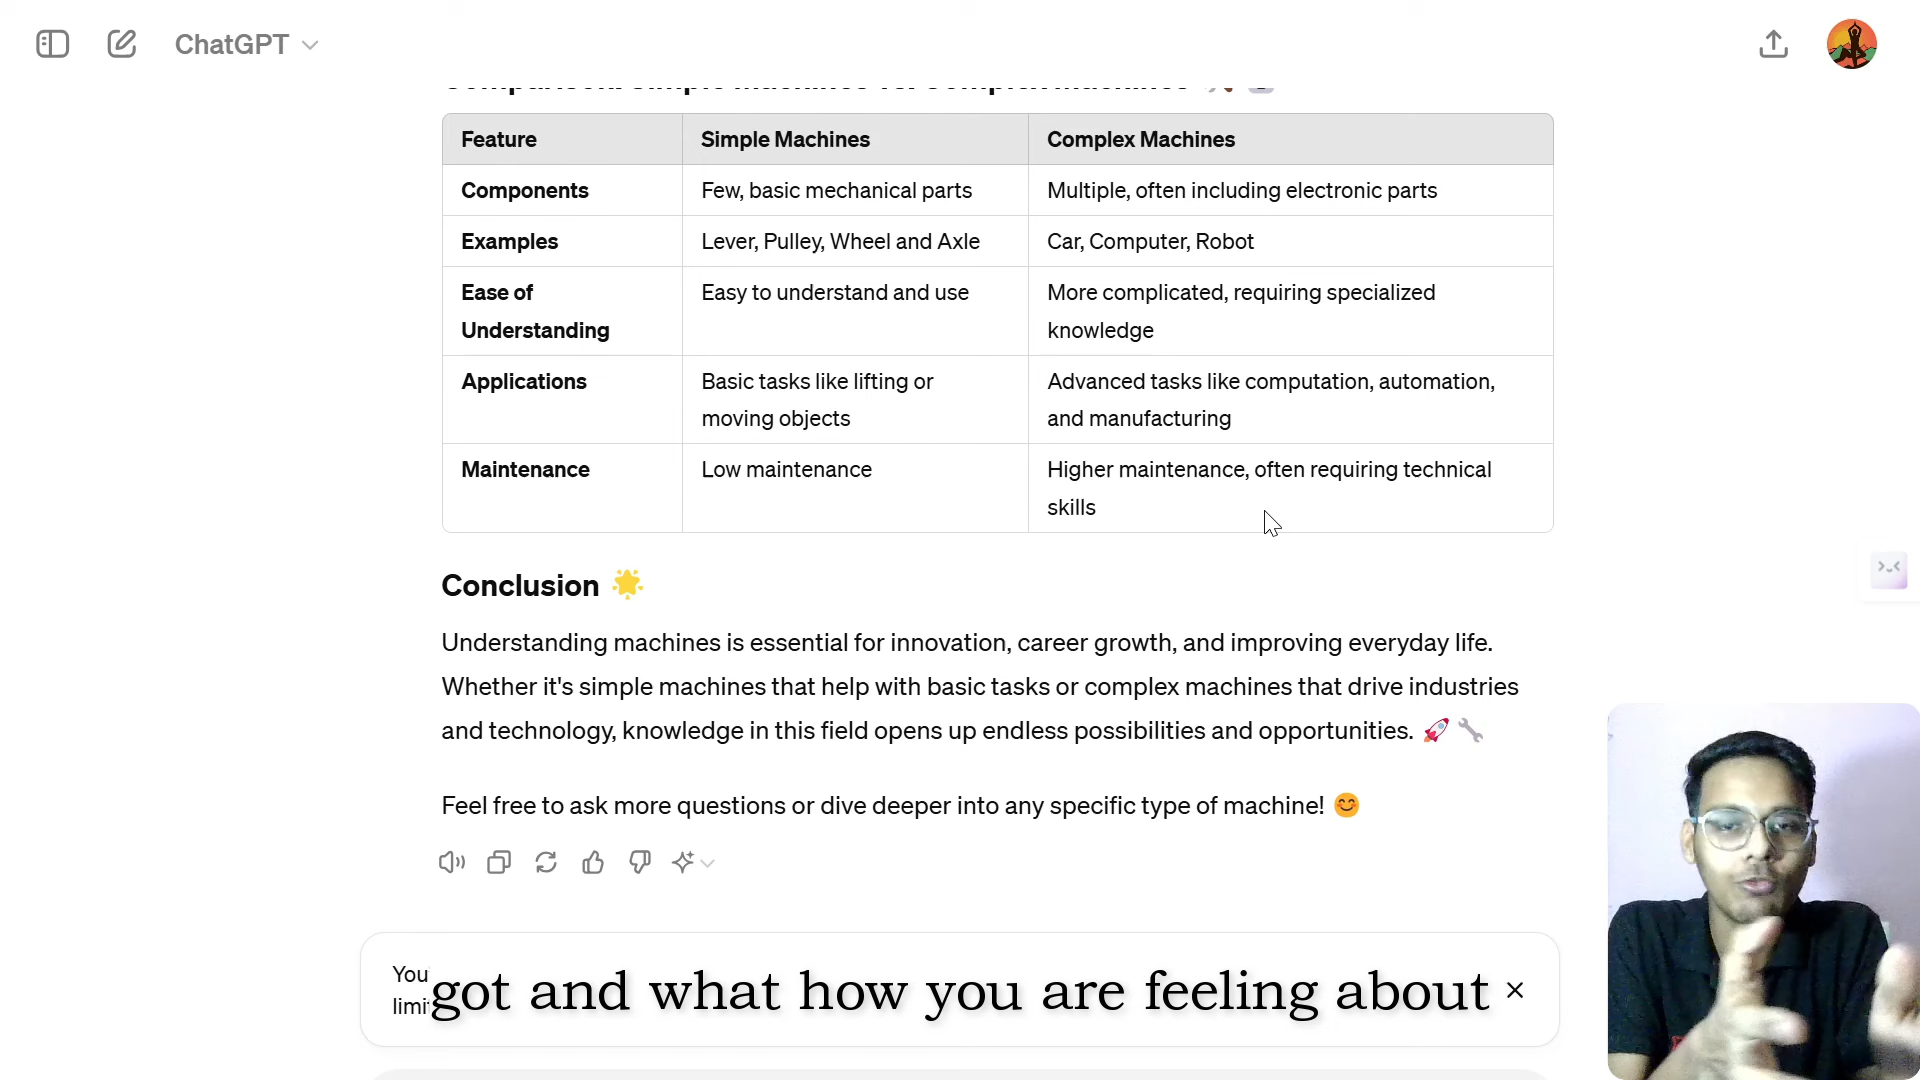 ChatGPT
Comparison: Simple Machines vs. Complex Machines
Feature Simple Machines Complex Machines
Components Few, basic mechanical parts Multiple, often including electronic parts
Examples Lever, Pulley, Wheel and Axle Car, Computer, Robot
Ease of Easy to understand and use More complicated, requiring specialized
Understanding knowledge
Applications Basic tasks like lifting or Advanced tasks like computation, automation,
moving objects and manufacturing
Maintenance Low maintenance Higher maintenance, often requiring technical
skills
Conclusion 🌟
Understanding machines is essential for innovation, career growth, and improving everyday life.
Whether it's simple machines that help with basic tasks or complex machines that drive industries
and technology, knowledge in this field opens up endless possibilities and opportunities. 🚀 🔧
Feel free to ask more questions or dive deeper into any specific type of machine! 😊
You
got and what how you are feeling about